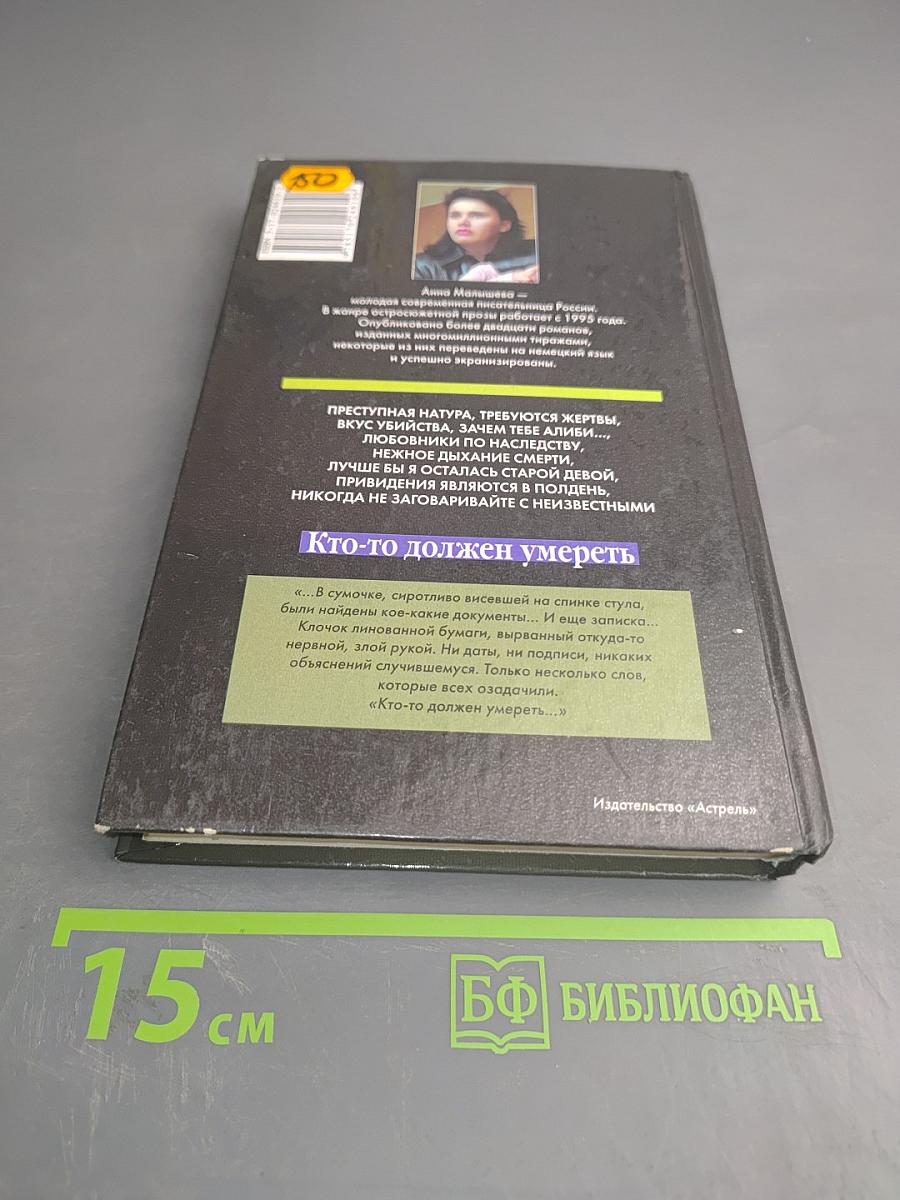 150
Анна Малышева —
молодая современная писательница России.
В жанре остросюжетной прозы работает с 1995 года.
Опубликовано более двадцати романов,
изданных многомиллионными тиражами,
некоторые из них переведены на немецкий язык
и успешно экранизированы.
ПРЕСТУПНАЯ НАТУРА, ТРЕБУЮТСЯ ЖЕРТВЫ,
ВКУС УБИЙСТВА, ЗАЧЕМ ТЕБЕ АЛИБИ...,
ЛЮБОВНИКИ ПО НАСЛЕДСТВУ,
НЕЖНОЕ ДЫХАНИЕ СМЕРТИ,
ЛУЧШЕ БЫ Я ОСТАЛАСЬ СТАРОЙ ДЕВОЙ,
ПРИВИДЕНИЯ ЯВЛЯЮТСЯ В ПОЛДЕНЬ,
НИКОГДА НЕ ЗАГОВАРИВАЙТЕ С НЕИЗВЕСТНЫМИ
Кто-то должен умереть
«...В сумочке, сиротливо висевшей на спинке стула,
были найдены кое-какие документы... И еще записка...
Клочок линованной бумаги, вырванный откуда-то
нервной, злой рукой. Ни даты, ни подписи, никаких
объяснений случившемуся. Только несколько слов,
которые всех озадачили.
«Кто-то должен умереть...»
Издательство «Астрель»
15 см
БФ БИБЛИОФАН